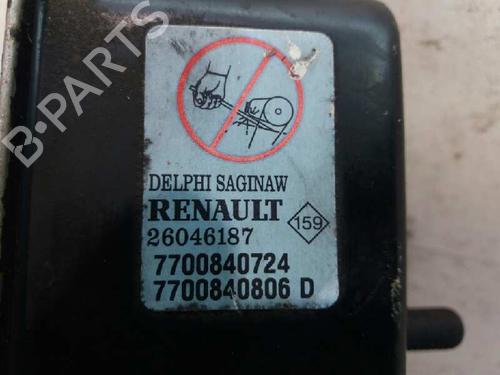 B-PARTS
DELPHI SAGINAW
RENAULT
159
26046187
7700840724
7700840806 D